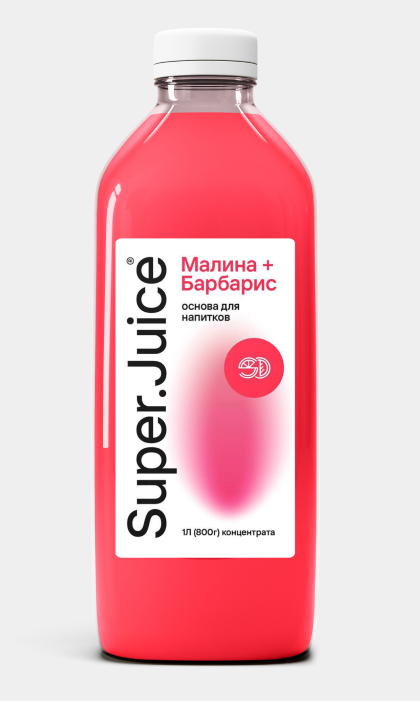 Super.Juice®
Малина +
Барбарис
основа для
напитков
1Л (800г) концентрата